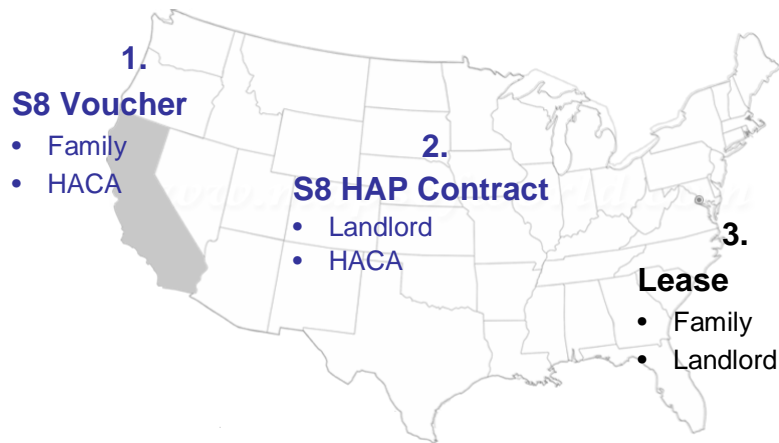 1.
S8 Voucher
• Family
• HACA
2.
S8 HAP Contract
• Landlord
• HACA
3.
Lease
• Family
• Landlord